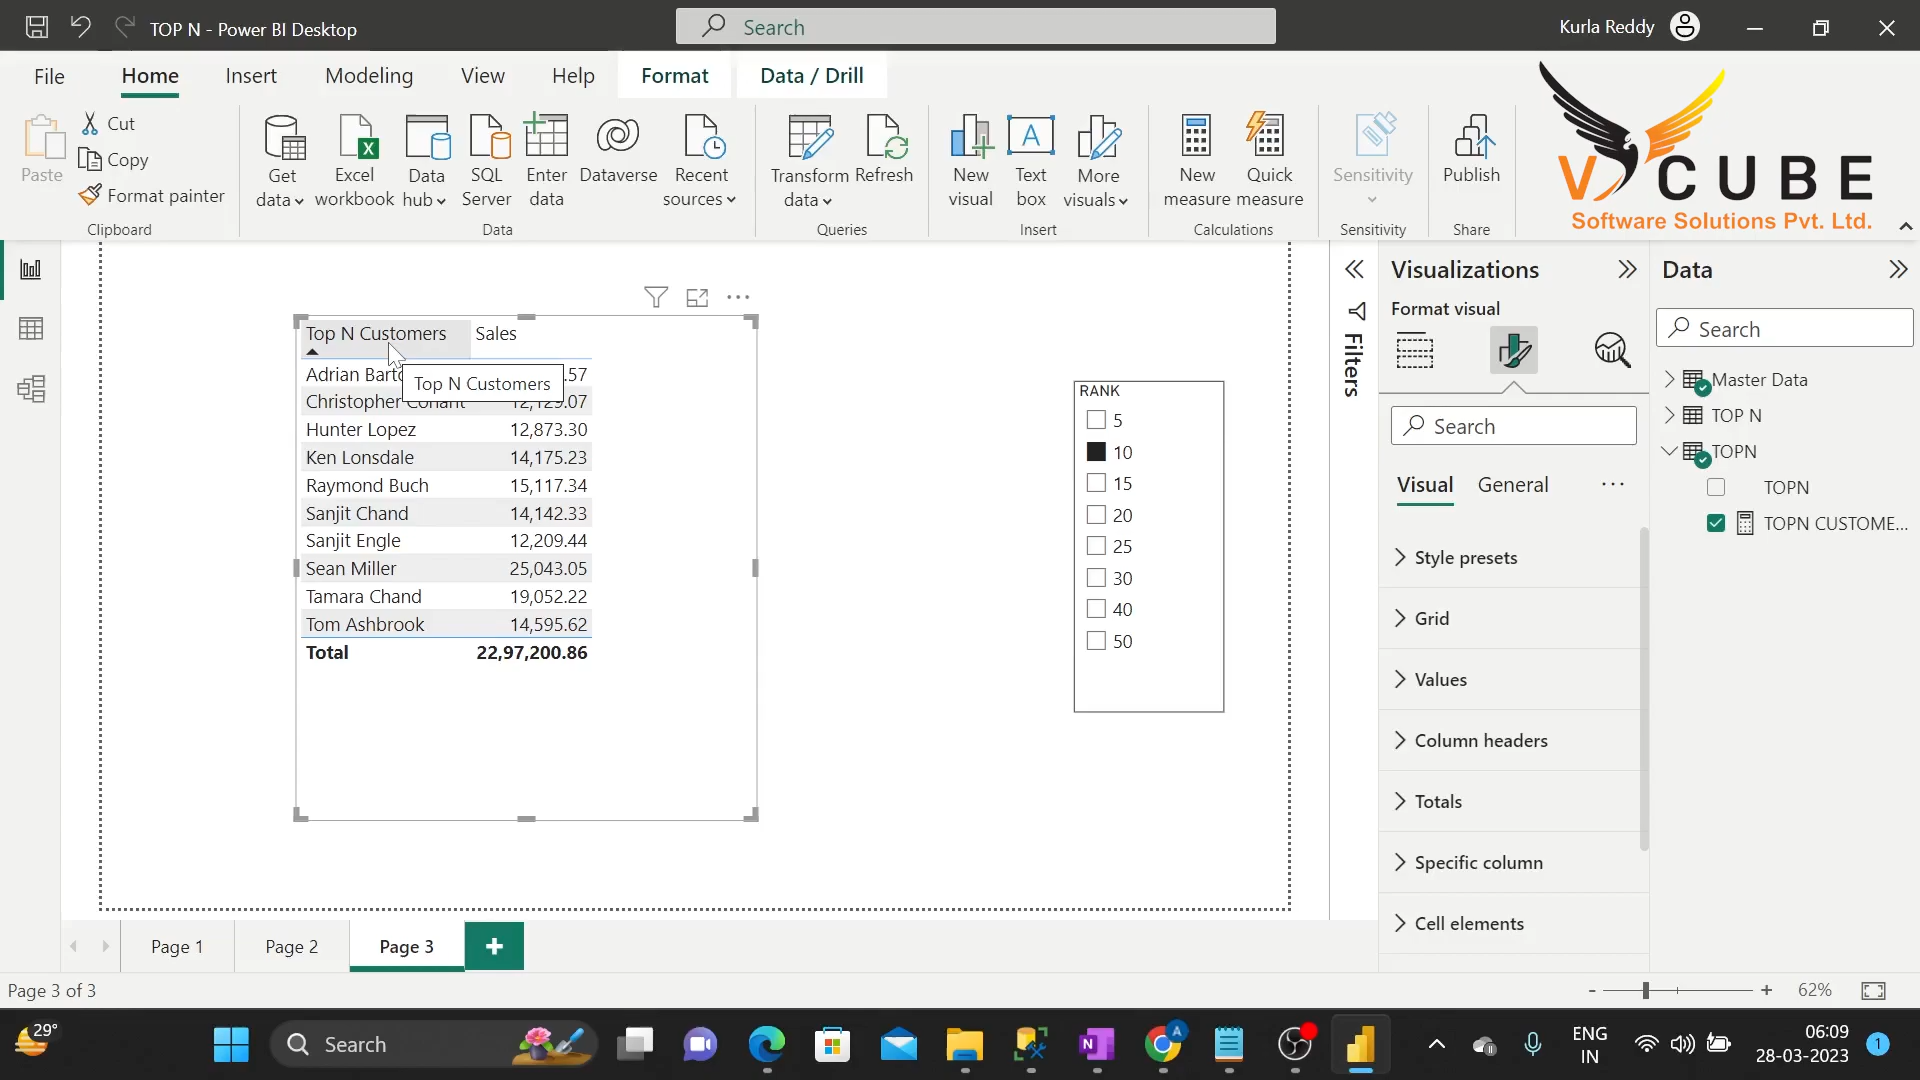 TOP N - Power BI Desktop
Search
Kurla Reddy
File
Home
Insert
Modeling
View
Help
Format
Data / Drill
Paste
Cut
Copy
Format painter
Clipboard
Get data
Excel workbook
Data hub
SQL Server
Enter data
Dataverse
Recent sources
Data
Transform data
Refresh
Queries
New visual
Text box
More visuals
Insert
New measure
Quick measure
Calculations
Sensitivity
Sensitivity
Publish
Share
V CUBE
Software Solutions Pvt. Ltd.
Top N Customers Sales
Adrian Barto .57
Top N Customers
Hunter Lopez 12,873.30
Ken Lonsdale 14,175.23
Raymond Buch 15,117.34
Sanjit Chand 14,142.33
Sanjit Engle 12,209.44
Sean Miller 25,043.05
Tamara Chand 19,052.22
Tom Ashbrook 14,595.62
Total 22,97,200.86
RANK
5
10
15
20
25
30
40
50
Filters
Visualizations
Format visual
Search
Visual
General
Style presets
Grid
Values
Column headers
Totals
Specific column
Cell elements
Data
Search
Master Data
TOP N
TOPN
TOPN
TOPN CUSTOME...
Page 1
Page 2
Page 3
Page 3 of 3
62%
29°
Search
ENG
IN
06:09
28-03-2023
1